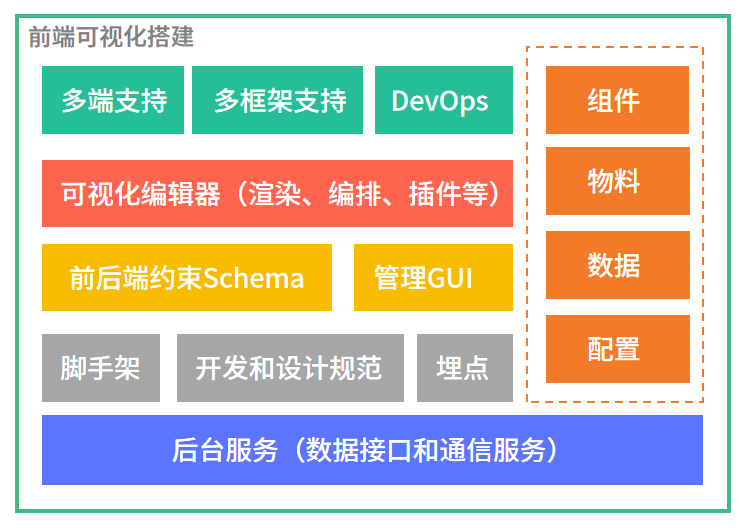 前端可视化搭建
多端支持
多框架支持
DevOps
组件
物料
可视化编辑器（渲染、编排、插件等）
数据
前后端约束Schema
管理GUI
配置
脚手架
开发和设计规范
埋点
后台服务（数据接口和通信服务）